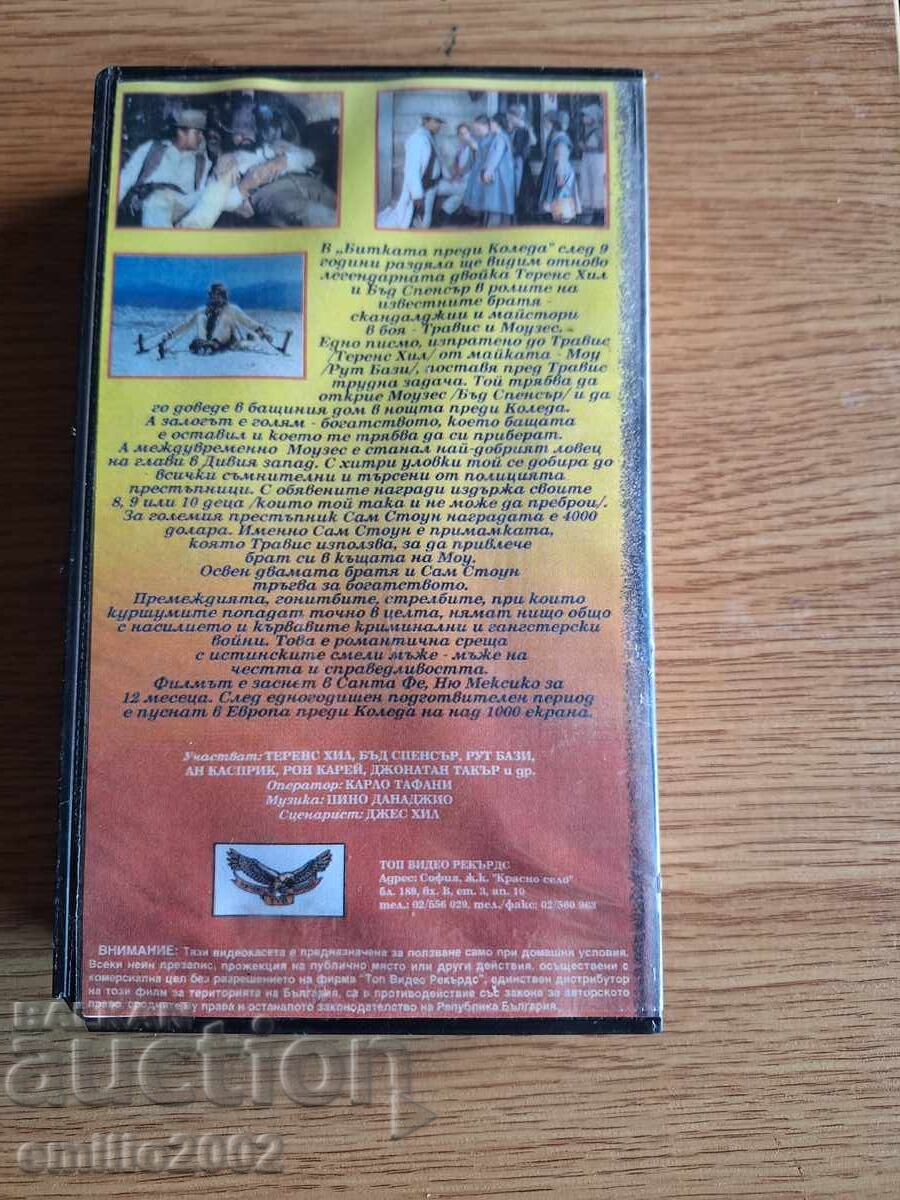 В „Битката преди Коледа" след 9
години раздяла ще видим отново
легендарната двойка Теренс Хил
и Бъд Спенсър в ролите на
известните братя -
скандалджии и майстори
в боя - Травис и Моузес.
Едно писмо, изпратено до Травис
/Теренс Хил/ от майката - Моу
/Рут Бази/, поставя пред Травис
трудна задача. Той трябва да
открие Моузес /Бъд Спенсър/ и да
го доведе в бащиния дом в нощта преди Коледа.
А залогът е голям - богатството, което бащата
е оставил и което те трябва да си приберат.
А междувременно Моузес е станал най-добрият ловец
на глави в Дивия запад. С хитри уловки той се добира до
всички съмнителни и търсени от полицията
престъпници. С обявените награди издържа своите
8, 9 или 10 деца /които той така и не може да преброи/.
За големия престъпник Сам Стоун наградата е 4000
долара. Именно Сам Стоун е примамката,
която Травис използва, за да привлече
брат си в къщата на Моу.
Освен двамата братя и Сам Стоун
тръгва за богатството.
Премеждията, гонитбите, стрелбите, при които
куршумите попадат точно в целта, нямат нищо общо
с насилието и кървавите криминални и гангстерски
войни. Това е романтична среща
с истинските смели мъже - мъже на
честта и справедливостта.
Филмът е заснет в Санта Фе, Ню Мексико за
12 месеца. След едногодишен подготвителен период
е пуснат в Европа преди Коледа на над 1000 екрана.
Участват: ТЕРЕНС ХИЛ, БЪД СПЕНСЪР, РУТ БАЗИ,
АН КАСПРИК, РОН КАРЕЙ, ДЖОНАТАН ТАКЪР и др.
Оператор: КАРЛО ТАФАНИ
Музика: ПИНО ДАНАДЖИО
Сценарист: ДЖЕС ХИЛ
ТОП ВИДЕО РЕКЪРДС
Адрес: София, ж.к. "Красно село"
бл. 189, вх. В, ет. 3, ап. 10
тел.: 02/556 029, тел./факс: 02/560 963
TVR
ВНИМАНИЕ: Тази видеокасета е предназначена за ползване само при домашни условия.
Всеки неин презапис, прожекция на публично място или други действия, осъществени с
комерсиална цел без разрешението на фирма "Топ Видео Рекърдс", единствен дистрибутор
на този филм за територията на България, са в противодействие със закона за авторското
право, сродните му права и останалото законодателство на Република България.
BALKAN
auction
emilio2002